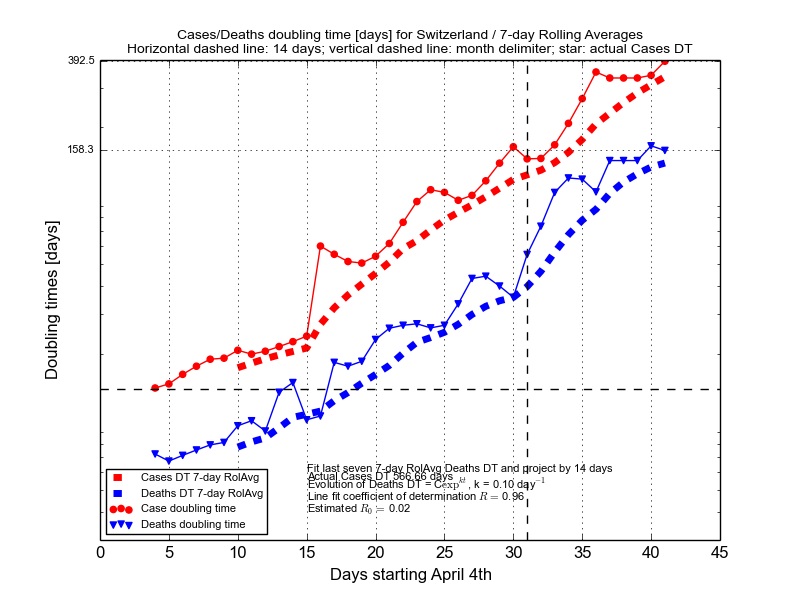 Cases/Deaths doubling time [days] for Switzerland / 7-day Rolling Averages
Horizontal dashed line: 14 days; vertical dashed line: month delimiter; star: actual Cases DT
392.5
158.3
Doubling times [days]
Fit last seven 7-day RolAvg Deaths DT and project by 14 days
Actual Cases DT 566.66 days
Evolution of Deaths DT = Cexp^{kt}, k = 0.10 day^{-1}
Line fit coefficient of determination R = 0.96
Estimated R_0 = 0.02
Cases DT 7-day RolAvg
Deaths DT 7-day RolAvg
Case doubling time
Deaths doubling time
0 5 10 15 20 25 30 35 40 45
Days starting April 4th